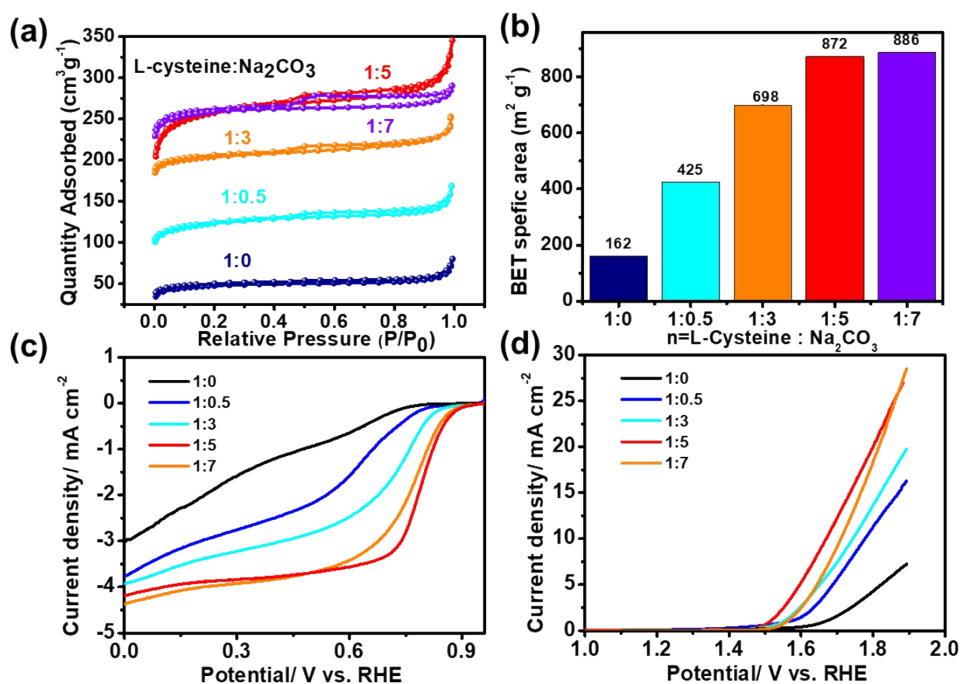 (a)
350
300
250
200
150
100
50
Quantity Adsorbed (cm³g⁻¹)
L-cysteine:Na₂CO₃
1:5
1:7
1:3
1:0.5
1:0
0.0 0.2 0.4 0.6 0.8 1.0
Relative Pressure (P/P₀)
(b)
800
600
400
200
0
BET spefic area (m² g⁻¹)
162
425
698
872
886
1:0 1:0.5 1:3 1:5 1:7
n=L-Cysteine : Na₂CO₃
(c)
1
0
-1
-2
-3
-4
-5
Current density/ mA cm⁻²
1:0
1:0.5
1:3
1:5
1:7
0.0 0.3 0.6 0.9
Potential/ V vs. RHE
(d)
30
25
20
15
10
5
0
Current density/ mA cm⁻²
1:0
1:0.5
1:3
1:5
1:7
1.0 1.2 1.4 1.6 1.8 2.0
Potential/ V vs. RHE